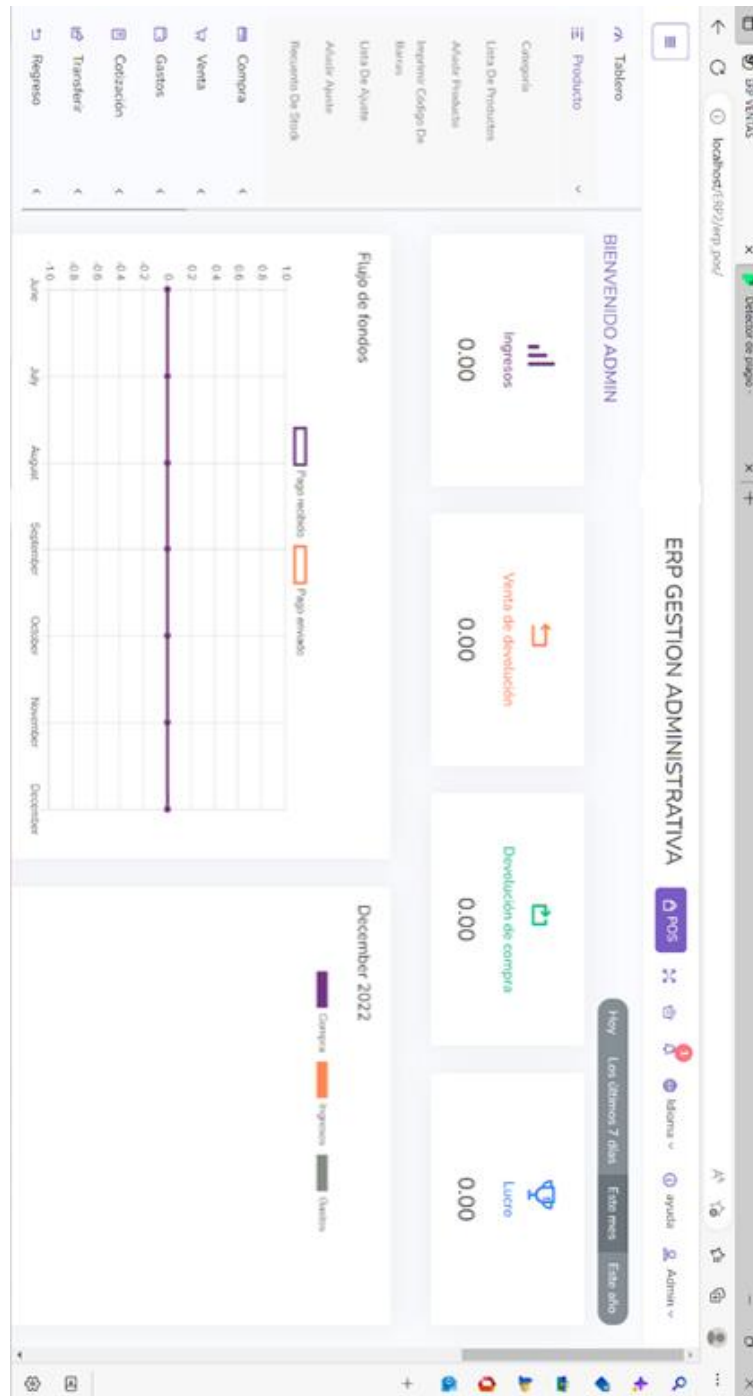 ERP VENTAS
Detector de plagio -
localhost/ERP2/erp_pos/
ERP GESTION ADMINISTRATIVA
POS
1
Idioma
ayuda
Admin
Tablero
Producto
Categoría
Lista De Productos
Añadir Producto
Imprimir Código De
Barras
Lista De Ajuste
Añadir Ajuste
Recuento De Stock
Compra
Venta
Gastos
Cotización
Transferir
Regreso
BIENVENIDO ADMIN
Hoy
Los últimos 7 días
Este mes
Este año
Ingresos
0.00
Venta de devolución
0.00
Devolución de compra
0.00
Lucro
0.00
Flujo de fondos
Pago recibido
Pago enviado
1.0
0.8
0.6
0.4
0.2
0
-0.2
-0.4
-0.6
-0.8
-1.0
June
July
August
September
October
November
December
December 2022
Compra
Ingresos
Gastos